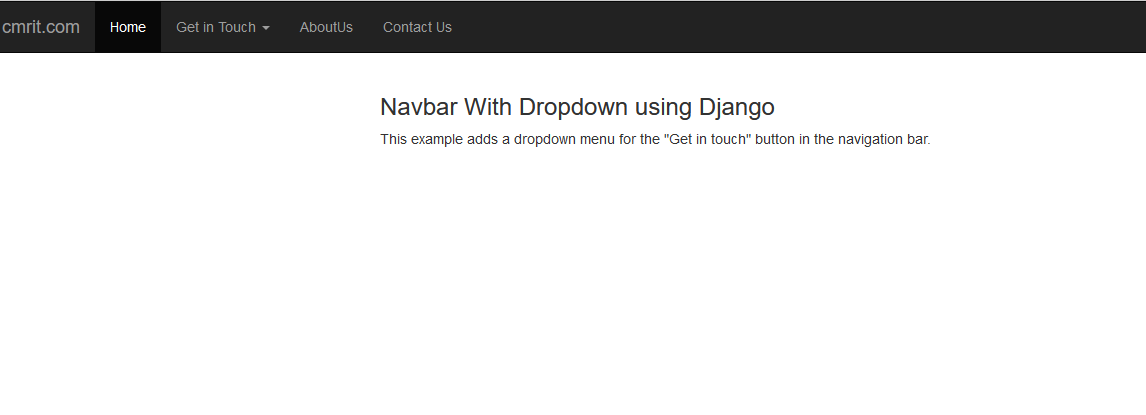 cmrit.com Home Get in Touch AboutUs Contact Us
Navbar With Dropdown using Django
This example adds a dropdown menu for the "Get in touch" button in the navigation bar.